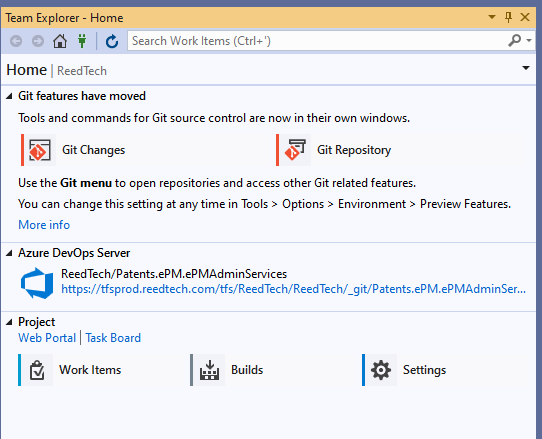 Team Explorer - Home
Search Work Items (Ctrl+')
Home | ReedTech
Git features have moved
Tools and commands for Git source control are now in their own windows.
Git Changes
Git Repository
Use the Git menu to open repositories and access other Git related features.
You can change this setting at any time in Tools > Options > Environment > Preview Features.
More info
Azure DevOps Server
ReedTech/Patents.ePM.ePMAdminServices
https://tfsprod.reedtech.com/tfs/ReedTech/ReedTech/_git/Patents.ePM.ePMAdminSer...
Project
Web Portal | Task Board
Work Items
Builds
Settings